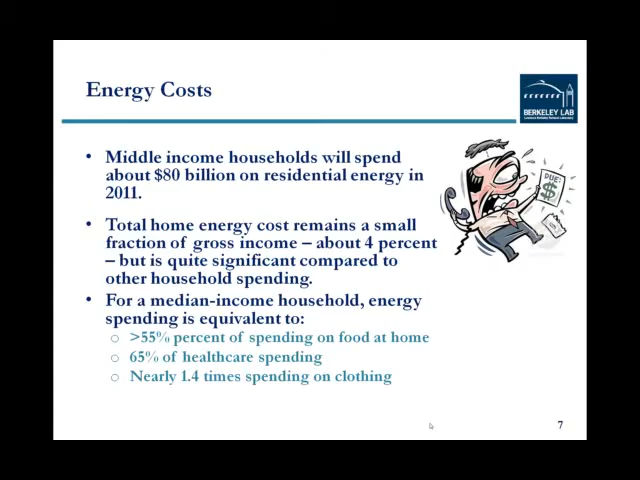 Energy Costs
BERKELEY LAB
• Middle income households will spend
about $80 billion on residential energy in
2011.
• Total home energy cost remains a small
fraction of gross income – about 4 percent
– but is quite significant compared to
other household spending.
• For a median-income household, energy
spending is equivalent to:
○ >55% percent of spending on food at home
○ 65% of healthcare spending
○ Nearly 1.4 times spending on clothing
DUE:
$
7